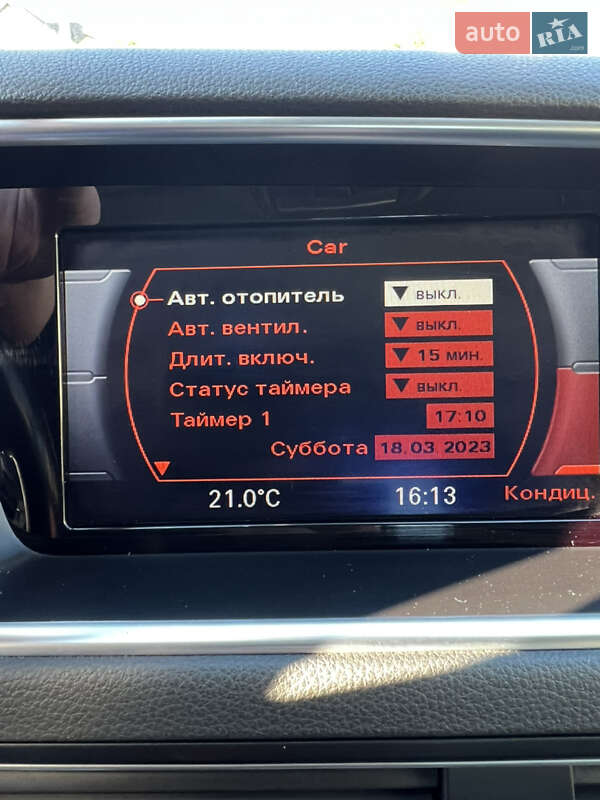 auto RIA .com
Car
Авт. отопитель ▼ выкл.
Авт. вентил. ▼ выкл.
Длит. включ. ▼ 15 мин.
Статус таймера ▼ выкл.
Таймер 1 17:10
Суббота 18.03.2023
21.0°C 16:13 Кондиц.